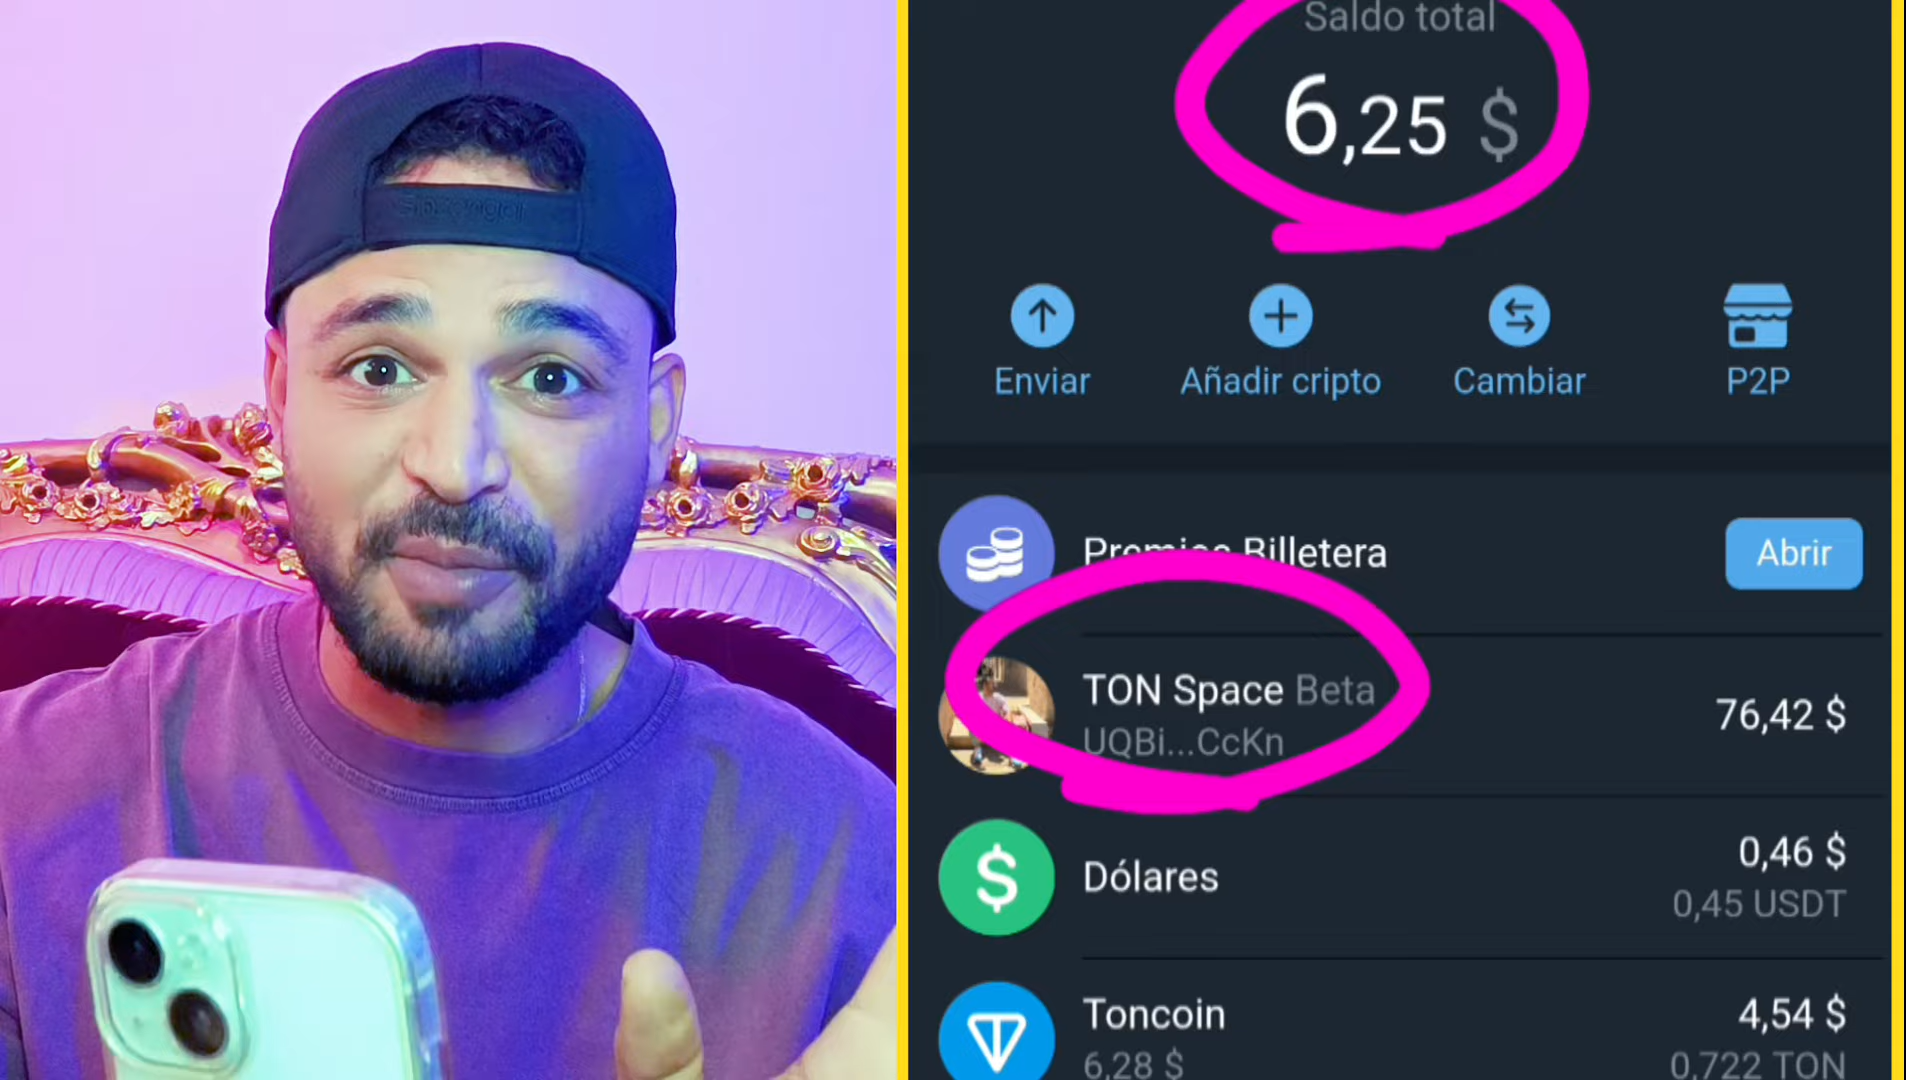 Saldo total
6,25 $
Enviar
Añadir cripto
Cambiar
P2P
Premios Billetera
Abrir
TON Space Beta
UQBi...CcKn
76,42 $
Dólares
0,46 $
0,45 USDT
Toncoin
4,54 $
6,28 $
0,722 TON